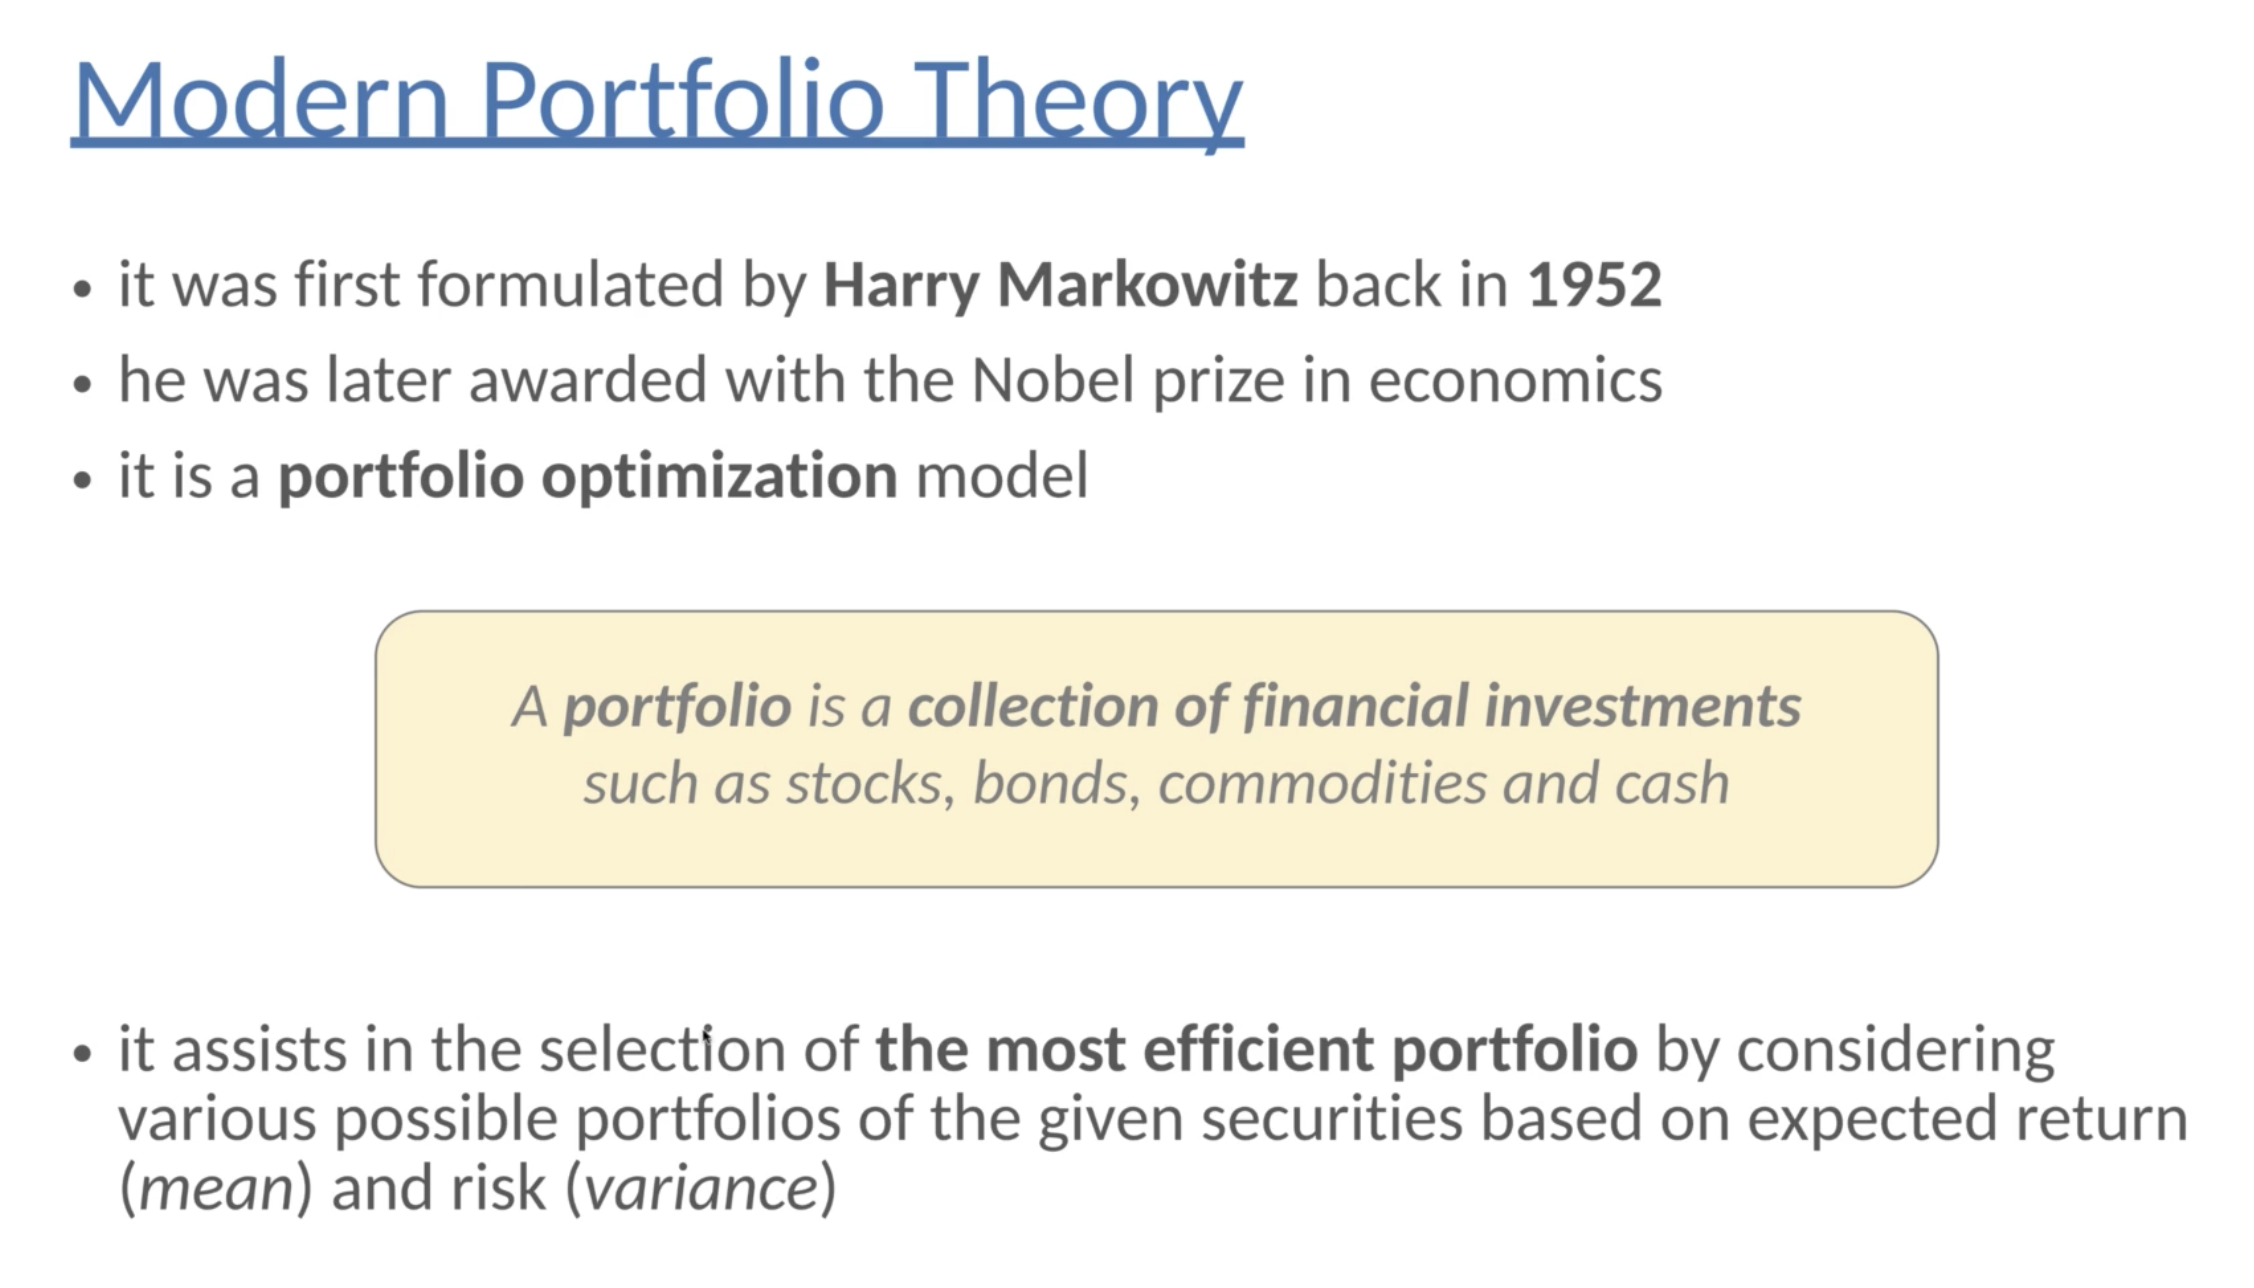 Modern Portfolio Theory
• it was first formulated by Harry Markowitz back in 1952
• he was later awarded with the Nobel prize in economics
• it is a portfolio optimization model
A portfolio is a collection of financial investments
such as stocks, bonds, commodities and cash
• it assists in the selection of the most efficient portfolio by considering
various possible portfolios of the given securities based on expected return
(mean) and risk (variance)